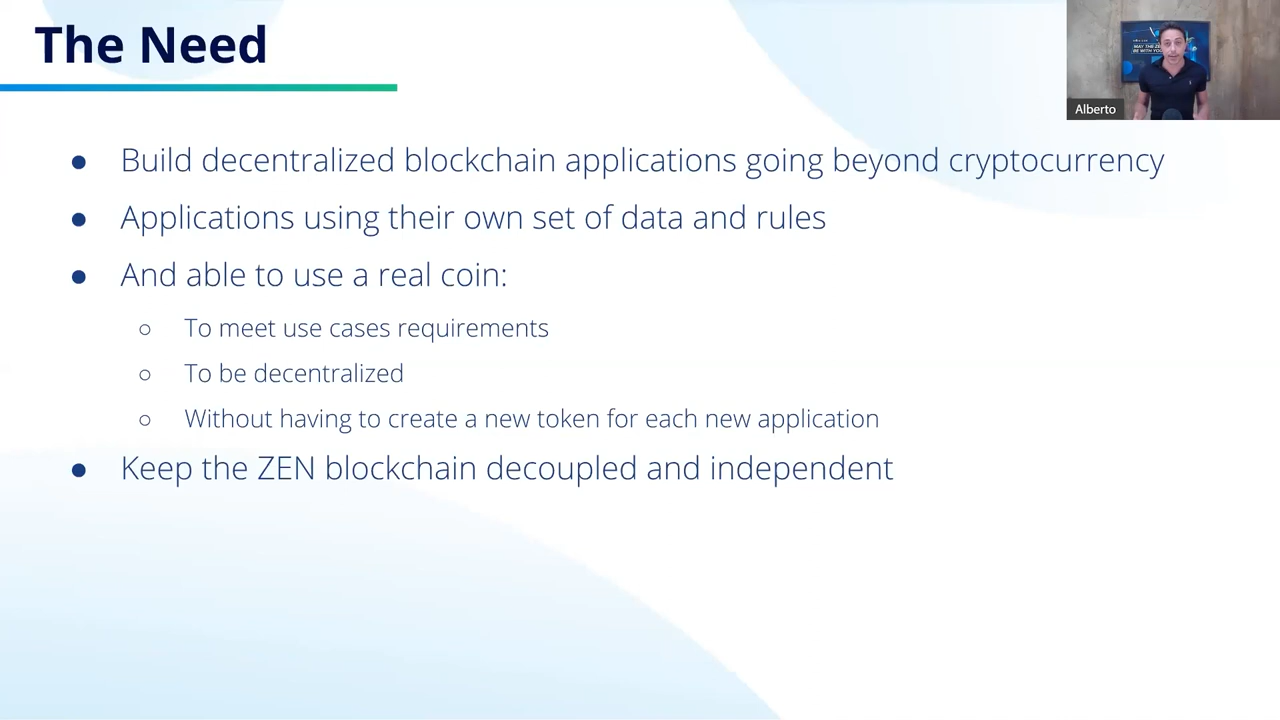 The Need
Alberto
● Build decentralized blockchain applications going beyond cryptocurrency
● Applications using their own set of data and rules
● And able to use a real coin:
○ To meet use cases requirements
○ To be decentralized
○ Without having to create a new token for each new application
● Keep the ZEN blockchain decoupled and independent